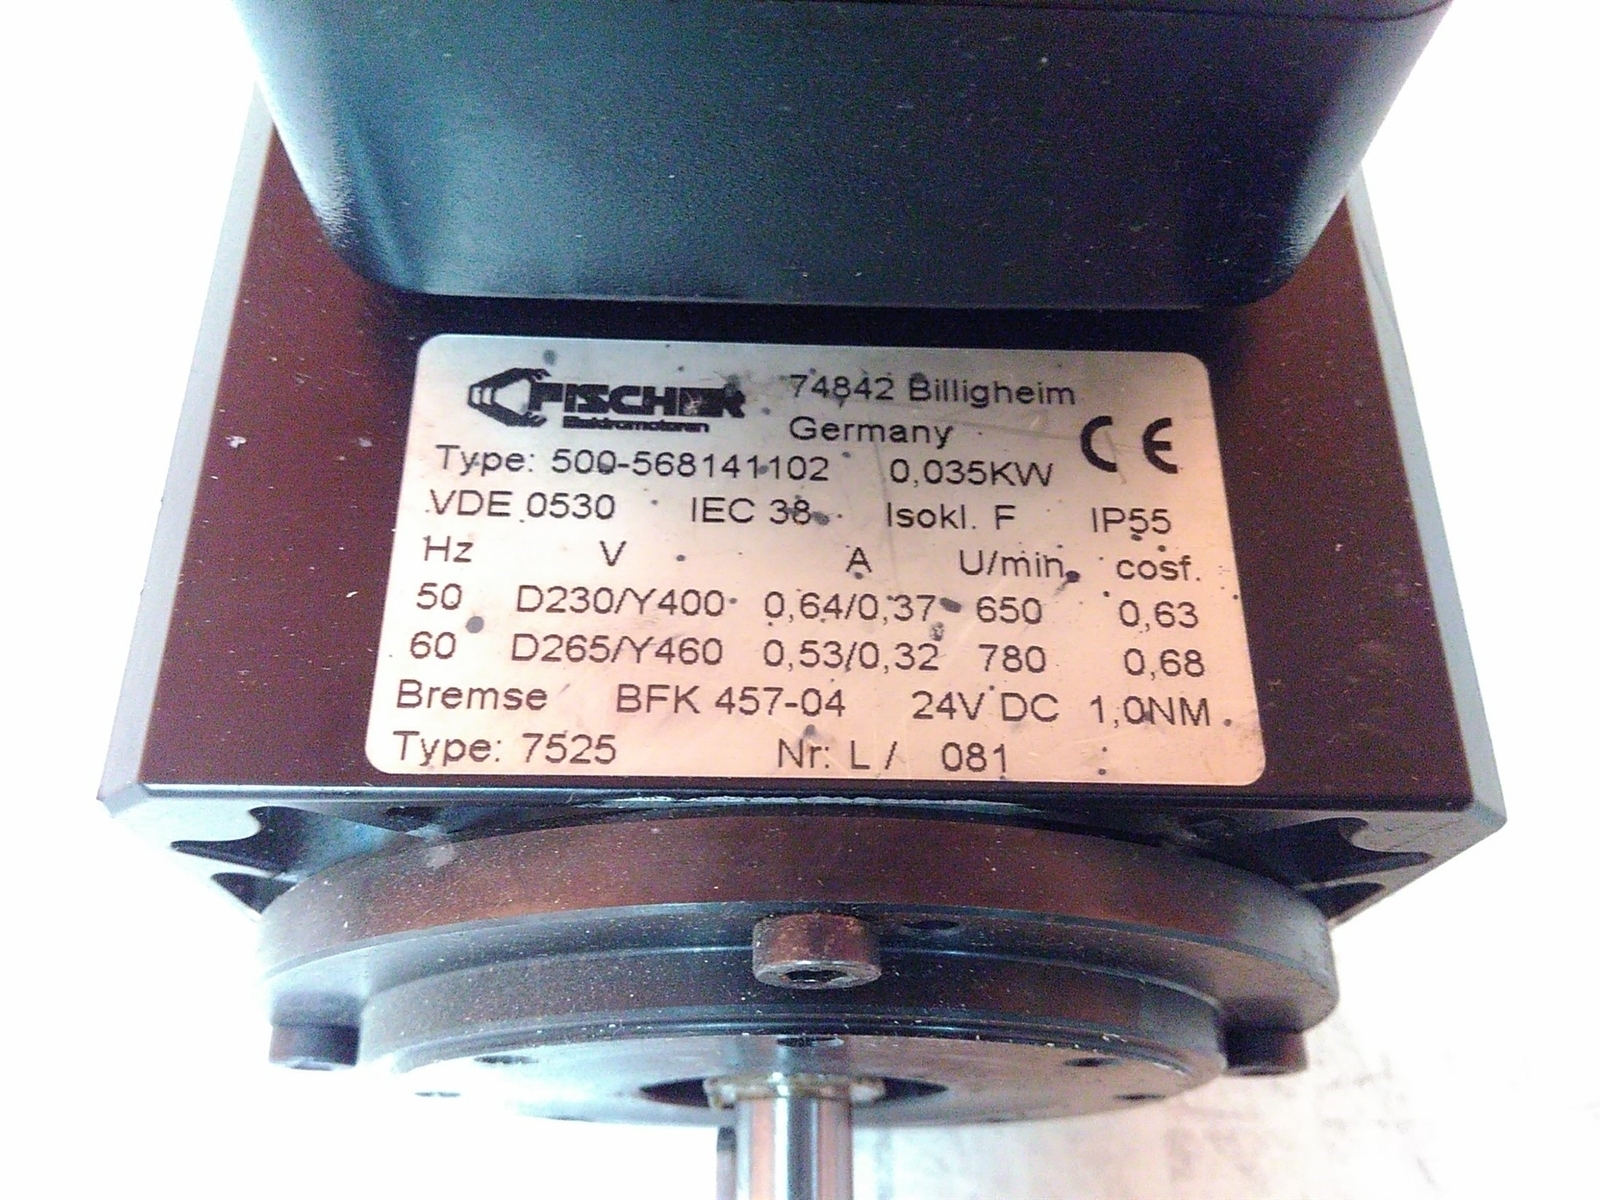 FISCHER
Elektromotoren
74842 Billigheim
Germany
CE
Type: 500-568141102 0,035KW
VDE 0530 IEC 38 Isokl. F IP55
Hz V A U/min. cosf.
50 D230/Y400 0,64/0,37 650 0,63
60 D265/Y460 0,53/0,32 780 0,68
Bremse BFK 457-04 24V DC 1,0NM
Type: 7525 Nr: L / 081